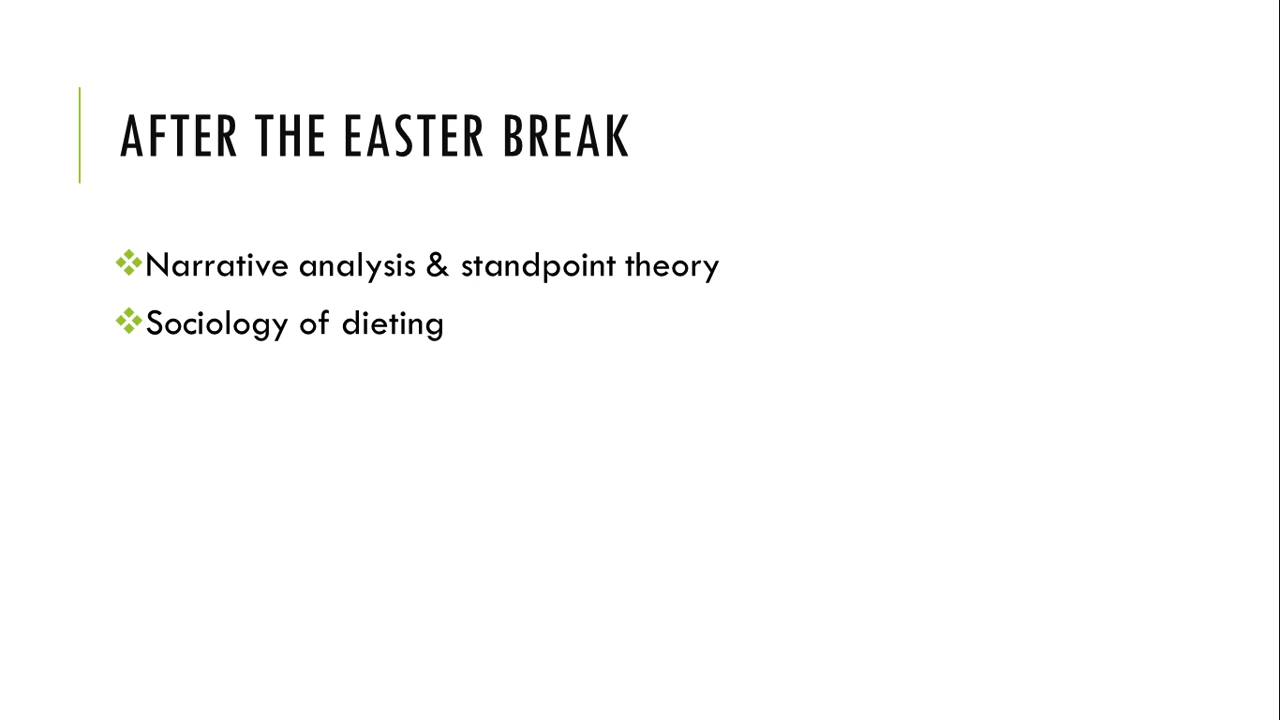 AFTER THE EASTER BREAK
Narrative analysis & standpoint theory
Sociology of dieting